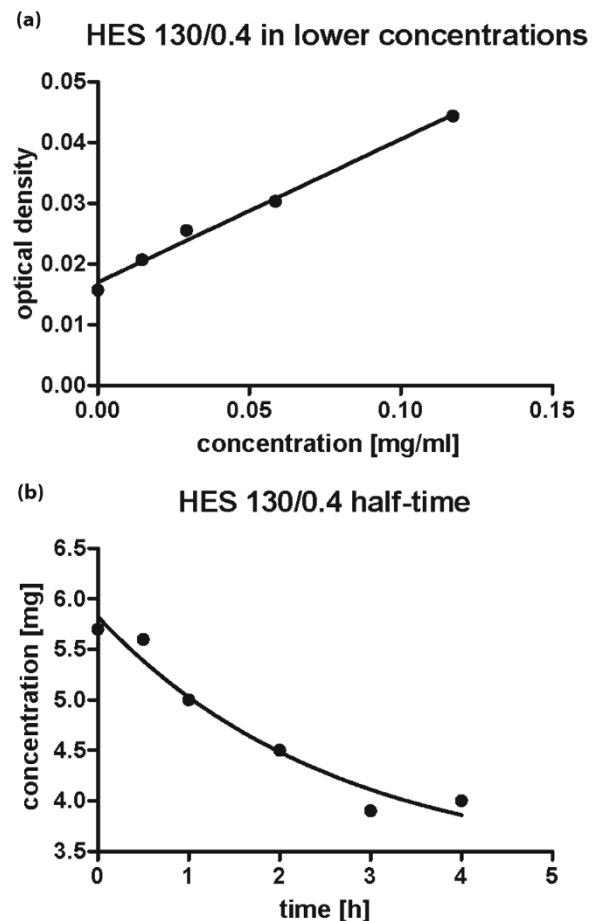 (a)
HES 130/0.4 in lower concentrations
0.05
0.04
0.03
0.02
0.01
0.00
optical density
0.00 0.05 0.10 0.15
concentration [mg/ml]
(b)
HES 130/0.4 half-time
6.5
6.0
5.5
5.0
4.5
4.0
3.5
concentration [mg]
0 1 2 3 4 5
time [h]